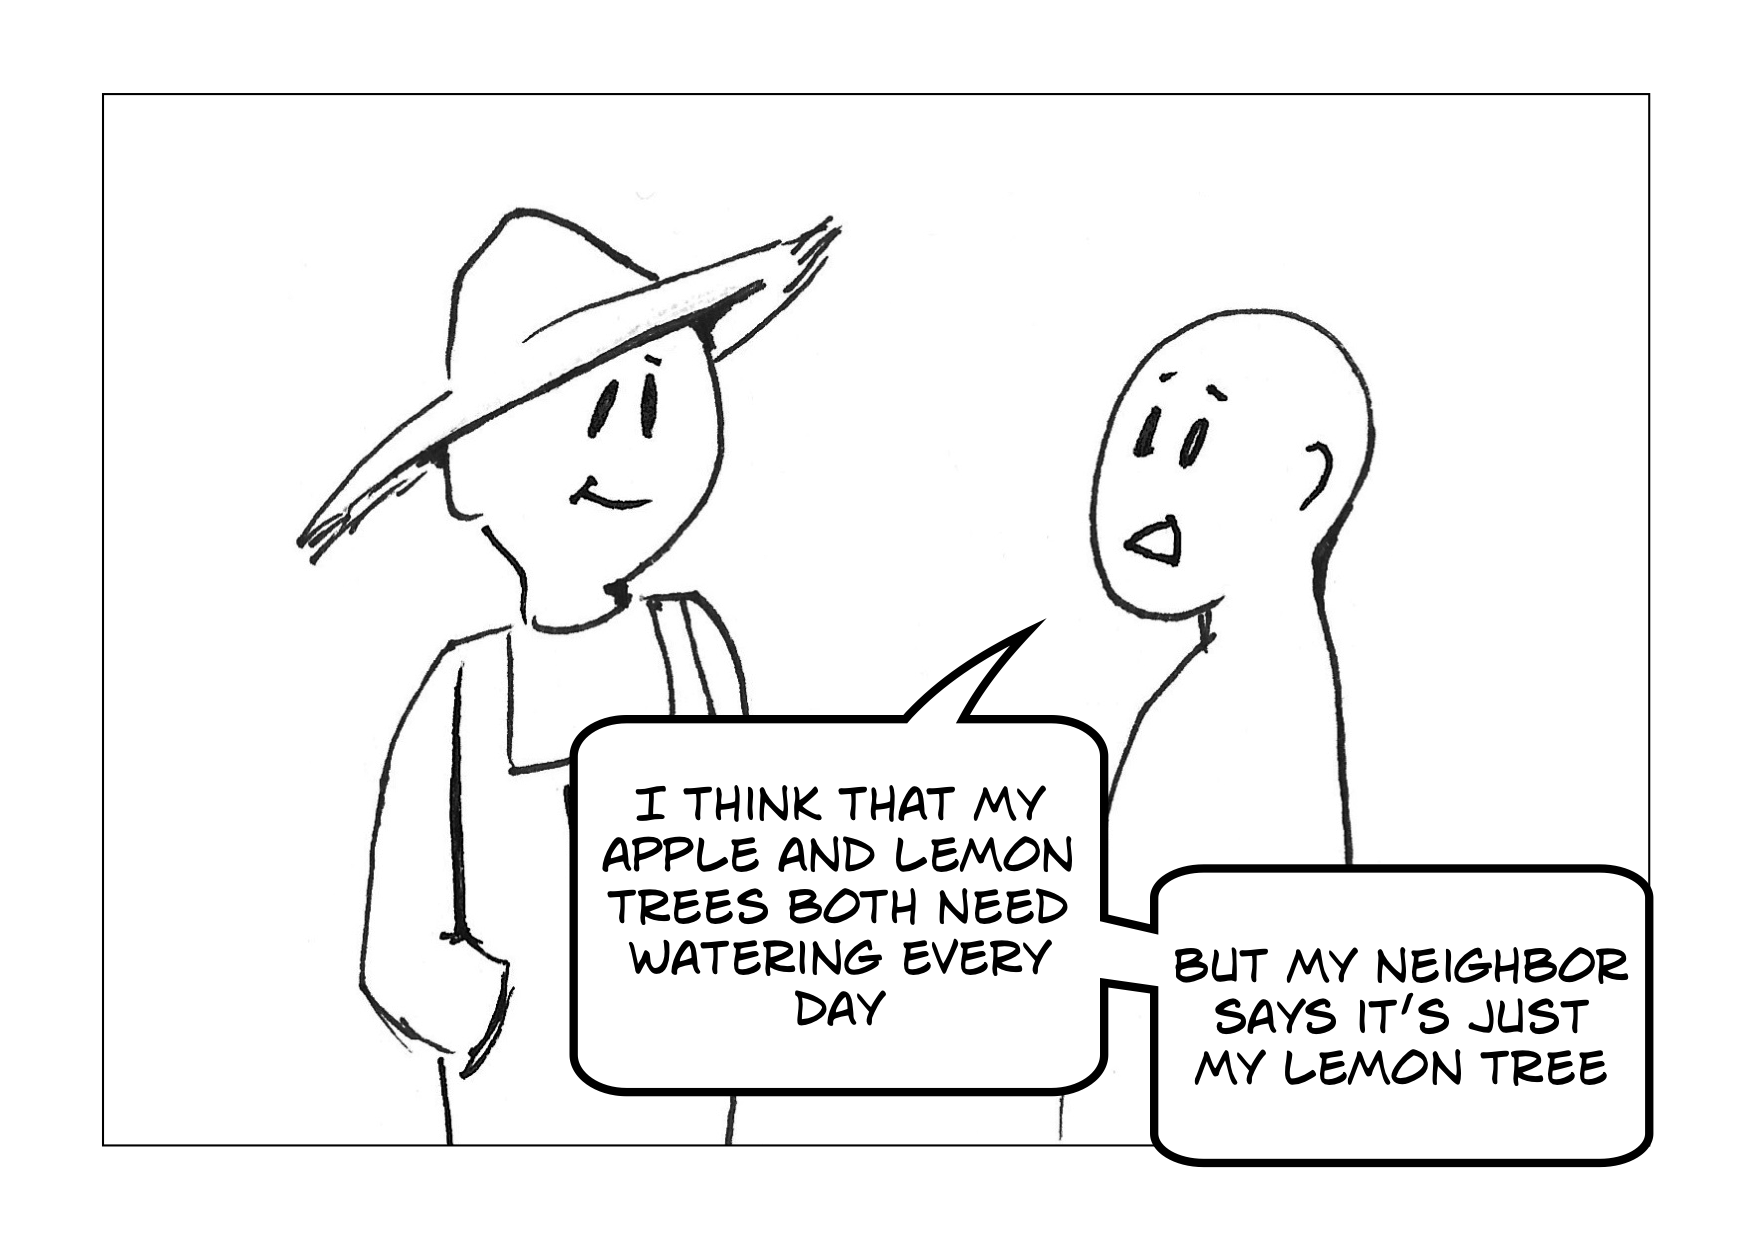 I THINK THAT MY
APPLE AND LEMON
TREES BOTH NEED
WATERING EVERY
DAY
BUT MY NEIGHBOR
SAYS IT'S JUST
MY LEMON TREE